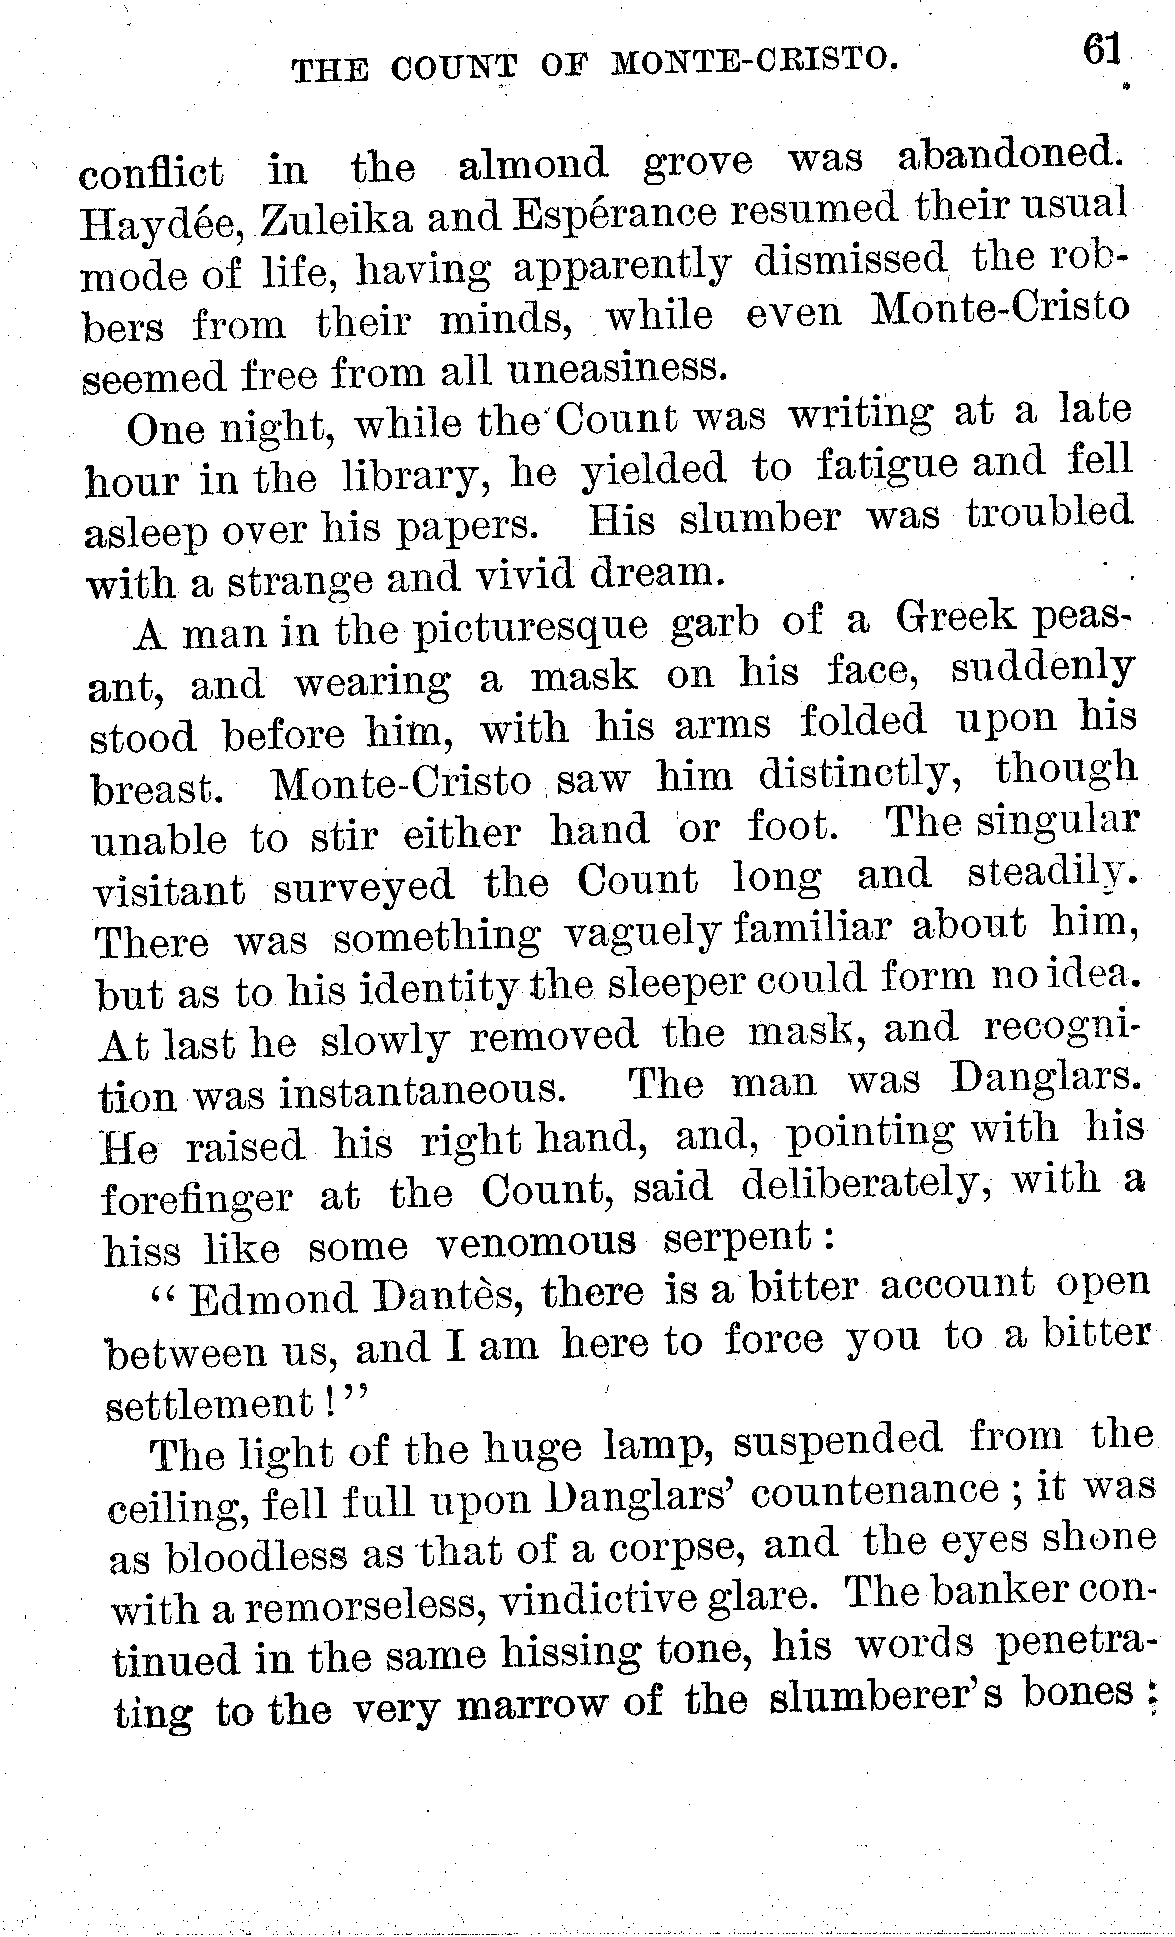 THE COUNT OF MONTE-CRISTO. 61
conflict in the almond grove was abandoned.
Haydée, Zuleika and Espérance resumed their usual
mode of life, having apparently dismissed the rob-
bers from their minds, while even Monte-Cristo
seemed free from all uneasiness.
One night, while the Count was writing at a late
hour in the library, he yielded to fatigue and fell
asleep over his papers. His slumber was troubled
with a strange and vivid dream.
A man in the picturesque garb of a Greek peas-
ant, and wearing a mask on his face, suddenly
stood before him, with his arms folded upon his
breast. Monte-Cristo saw him distinctly, though
unable to stir either hand or foot. The singular
visitant surveyed the Count long and steadily.
There was something vaguely familiar about him,
but as to his identity the sleeper could form no idea.
At last he slowly removed the mask, and recogni-
tion was instantaneous. The man was Danglars.
He raised his right hand, and, pointing with his
forefinger at the Count, said deliberately, with a
hiss like some venomous serpent :
“ Edmond Dantès, there is a bitter account open
between us, and I am here to force you to a bitter
settlement ! ”
The light of the huge lamp, suspended from the
ceiling, fell full upon Danglars’ countenance ; it was
as bloodless as that of a corpse, and the eyes shone
with a remorseless, vindictive glare. The banker con-
tinued in the same hissing tone, his words penetra-
ting to the very marrow of the slumberer’s bones :